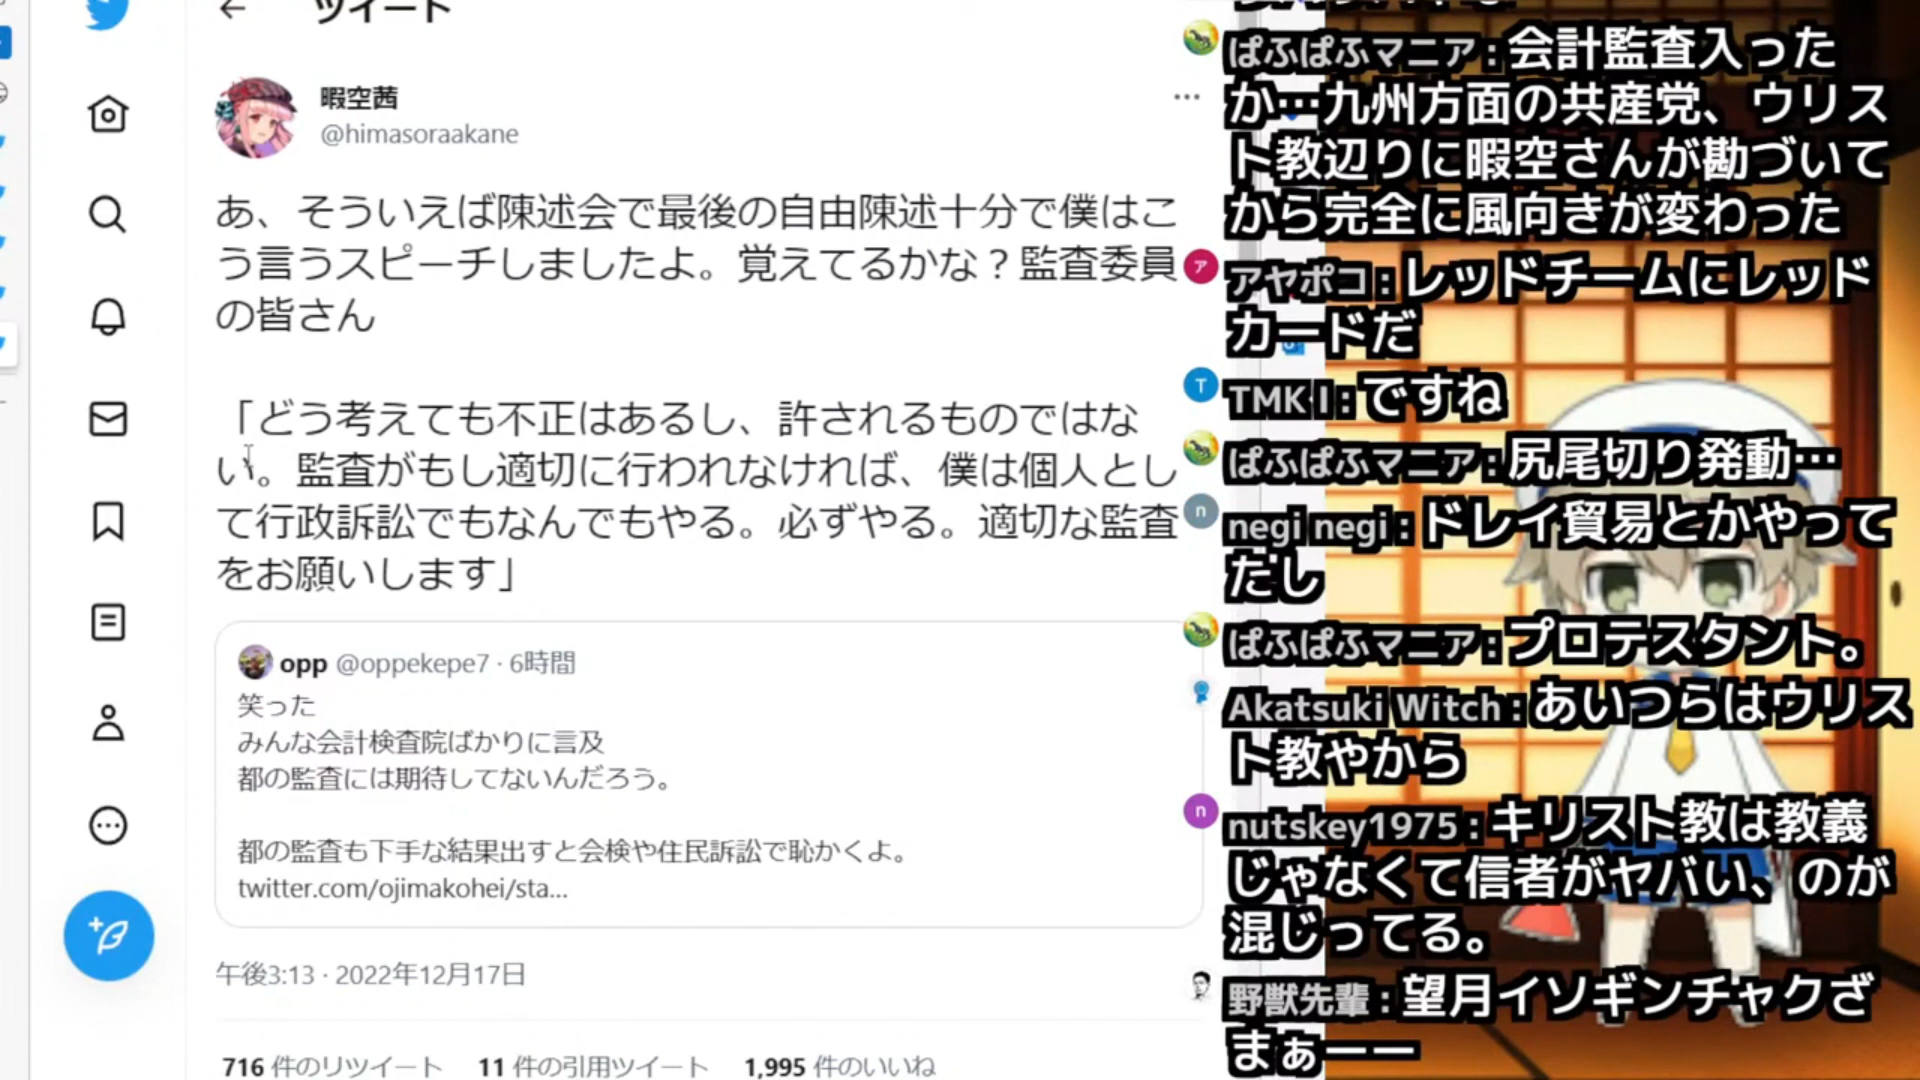 ツイート
暇空茜
@himasoraakane
あ、そういえば陳述会で最後の自由陳述十分で僕はこ
う言うスピーチしましたよ。覚えてるかな？監査委員
の皆さん
「どう考えても不正はあるし、許されるものではな
い。監査がもし適切に行われなければ、僕は個人とし
て行政訴訟でもなんでもやる。必ずやる。適切な監査
をお願いします」
opp @oppekepe7 · 6時間
笑った
みんな会計検査院ばかりに言及
都の監査には期待してないんだろう。
都の監査も下手な結果出すと会検や住民訴訟で恥かくよ。
twitter.com/ojimakohei/sta...
午後3:13 · 2022年12月17日
716 件のリツイート 11 件の引用ツイート 1,995 件のいいね
ぱふぱふマニア : 会計監査入った
か…九州方面の共産党、ウリス
ト教辺りに暇空さんが勘づいて
から完全に風向きが変わった
ア
アヤポコ : レッドチームにレッド
カードだ
T
TMK I : ですね
ぱふぱふマニア : 尻尾切り発動…
n
negi negi : ドレイ貿易とかやって
たし
ぱふぱふマニア : プロテスタント。
Akatsuki Witch : あいつらはウリス
ト教やから
n
nutskey1975 : キリスト教は教義
じゃなくて信者がヤバい、のが
混じってる。
野獣先輩 : 望月イソギンチャクざ
まぁーー